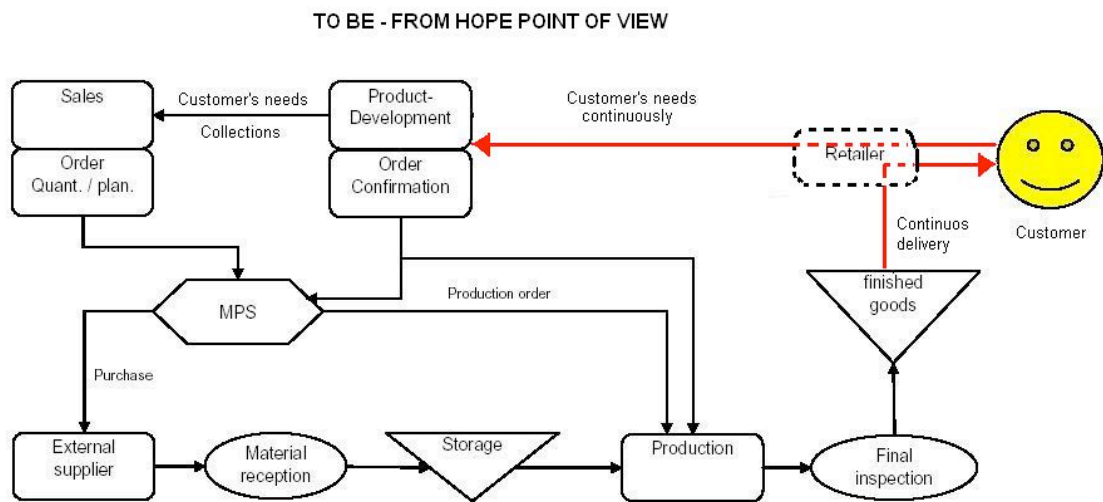 TO BE - FROM HOPE POINT OF VIEW
Sales
Customer's needs
Collections
Product-
Development
Customer's needs
continuously
Order
Quant. / plan.
Order
Confirmation
Retailer
Customer
Continuos
delivery
MPS
Production order
finished
goods
Purchase
External
supplier
Material
reception
Storage
Production
Final
inspection